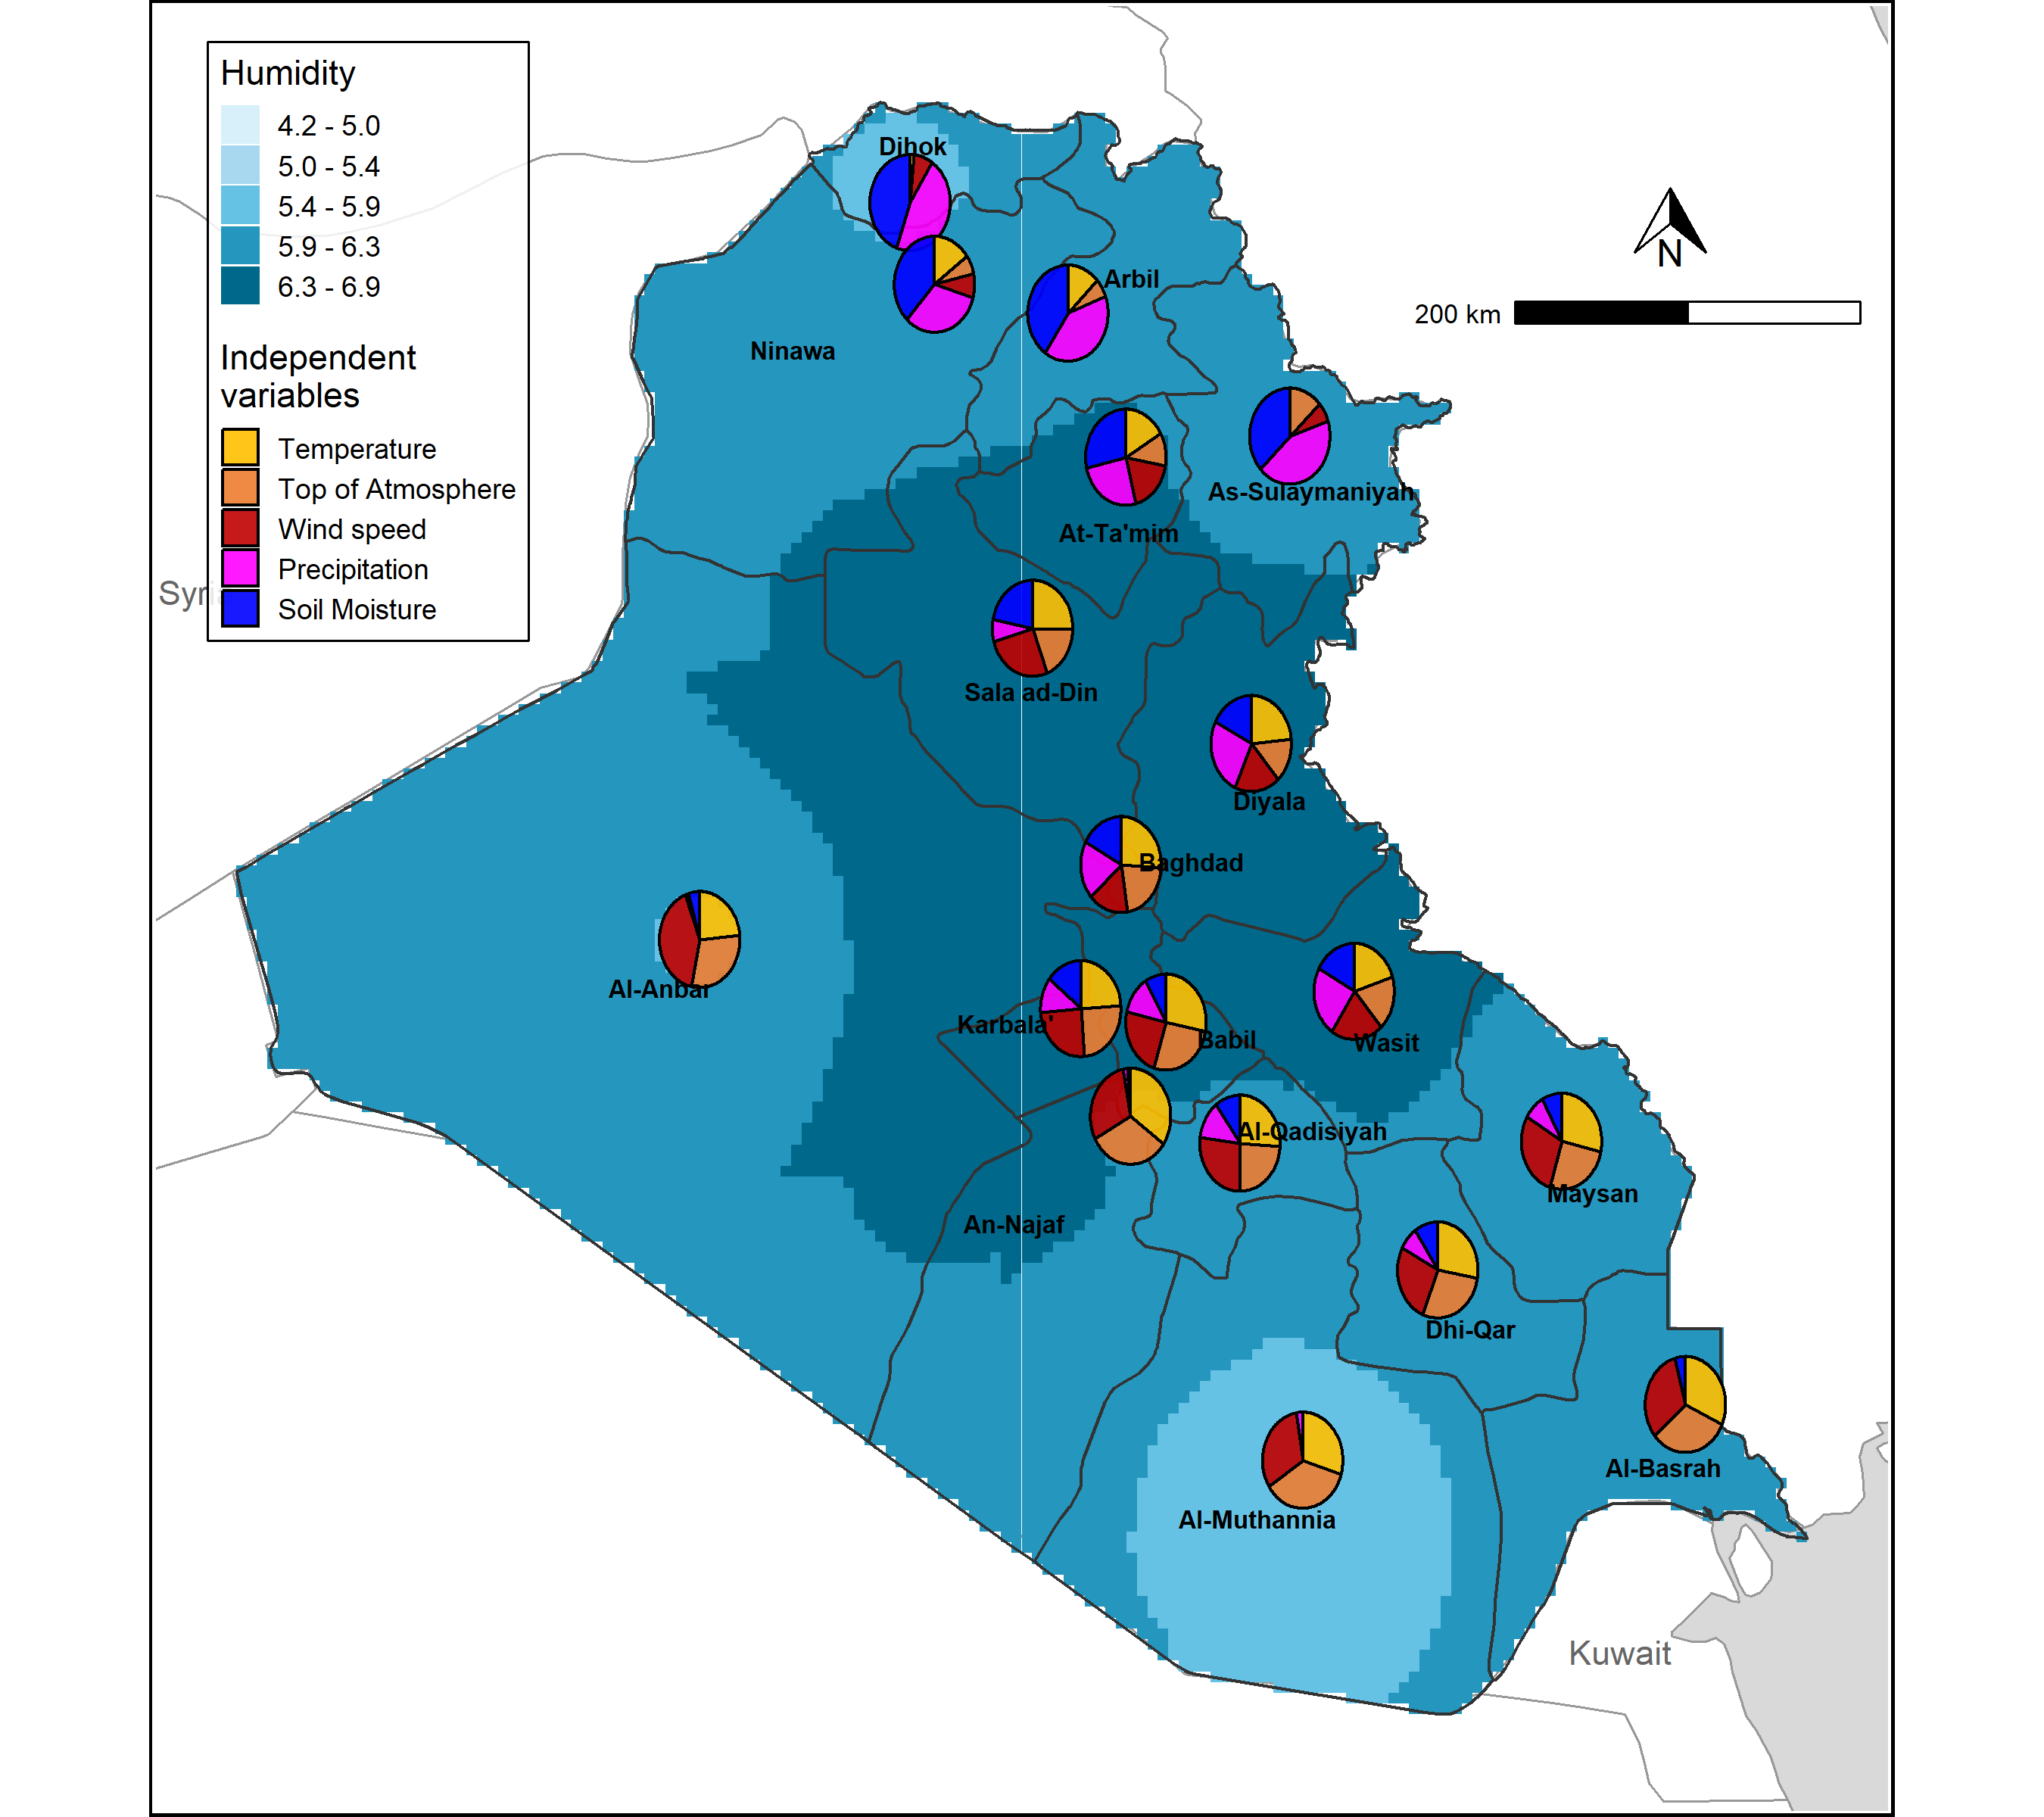 Humidity
4.2 - 5.0
5.0 - 5.4
5.4 - 5.9
5.9 - 6.3
6.3 - 6.9
Independent
variables
Temperature
Top of Atmosphere
Wind speed
Precipitation
Soil Moisture
Syria
Dihok
Arbil
N
200 km
Ninawa
As-Sulaymaniyah
At-Ta'mim
Sala ad-Din
Diyala
Baghdad
Al-Anbar
Karbala'
Babil
Wasit
Al-Qadisiyah
Maysan
An-Najaf
Dhi-Qar
Al-Basrah
Al-Muthannia
Kuwait